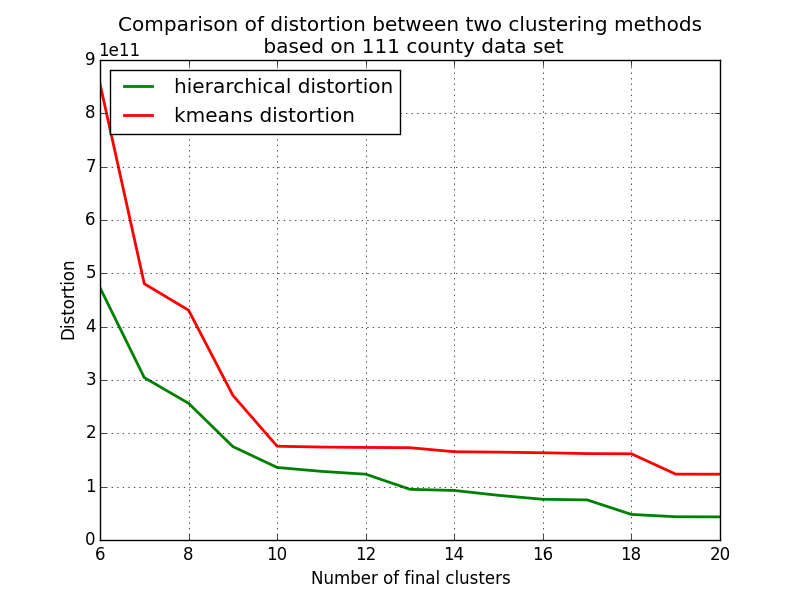 Comparison of distortion between two clustering methods
based on 111 county data set
1e11
hierarchical distortion
kmeans distortion
9
8
7
6
5
4
3
2
1
0
Distortion
6 8 10 12 14 16 18 20
Number of final clusters